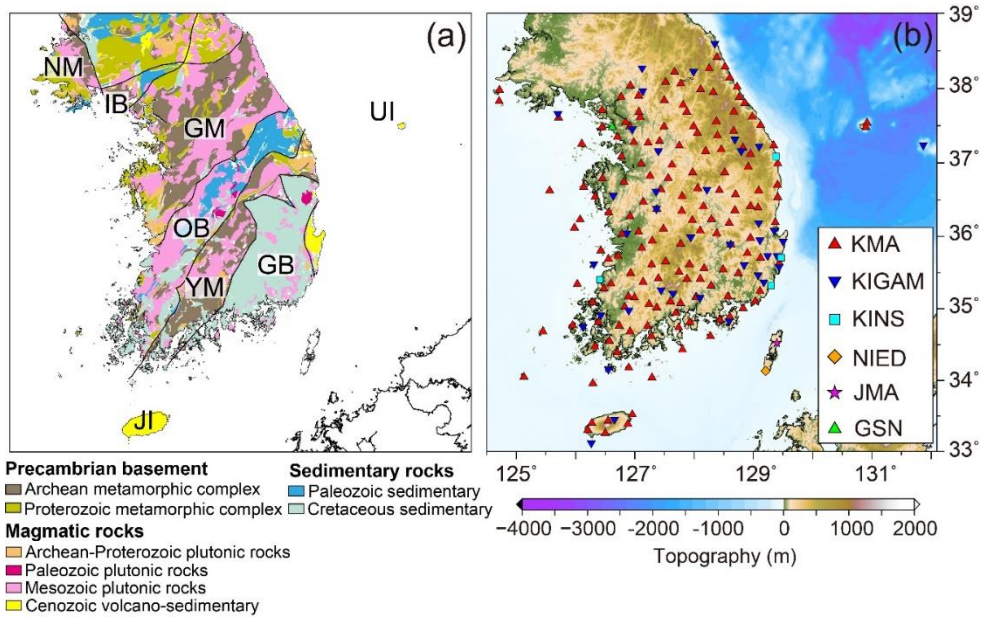 (a)
NM
IB
GM
UI
OB
GB
YM
JI
Precambrian basement
Archean metamorphic complex
Proterozoic metamorphic complex
Magmatic rocks
Archean-Proterozoic plutonic rocks
Paleozoic plutonic rocks
Mesozoic plutonic rocks
Cenozoic volcano-sedimentary
Sedimentary rocks
Paleozoic sedimentary
Cretaceous sedimentary
(b)
39°
38°
37°
36°
35°
34°
33°
KMA
KIGAM
KINS
NIED
JMA
GSN
125° 127° 129° 131°
−4000 −3000 −2000 -1000 0 1000 2000
Topography (m)